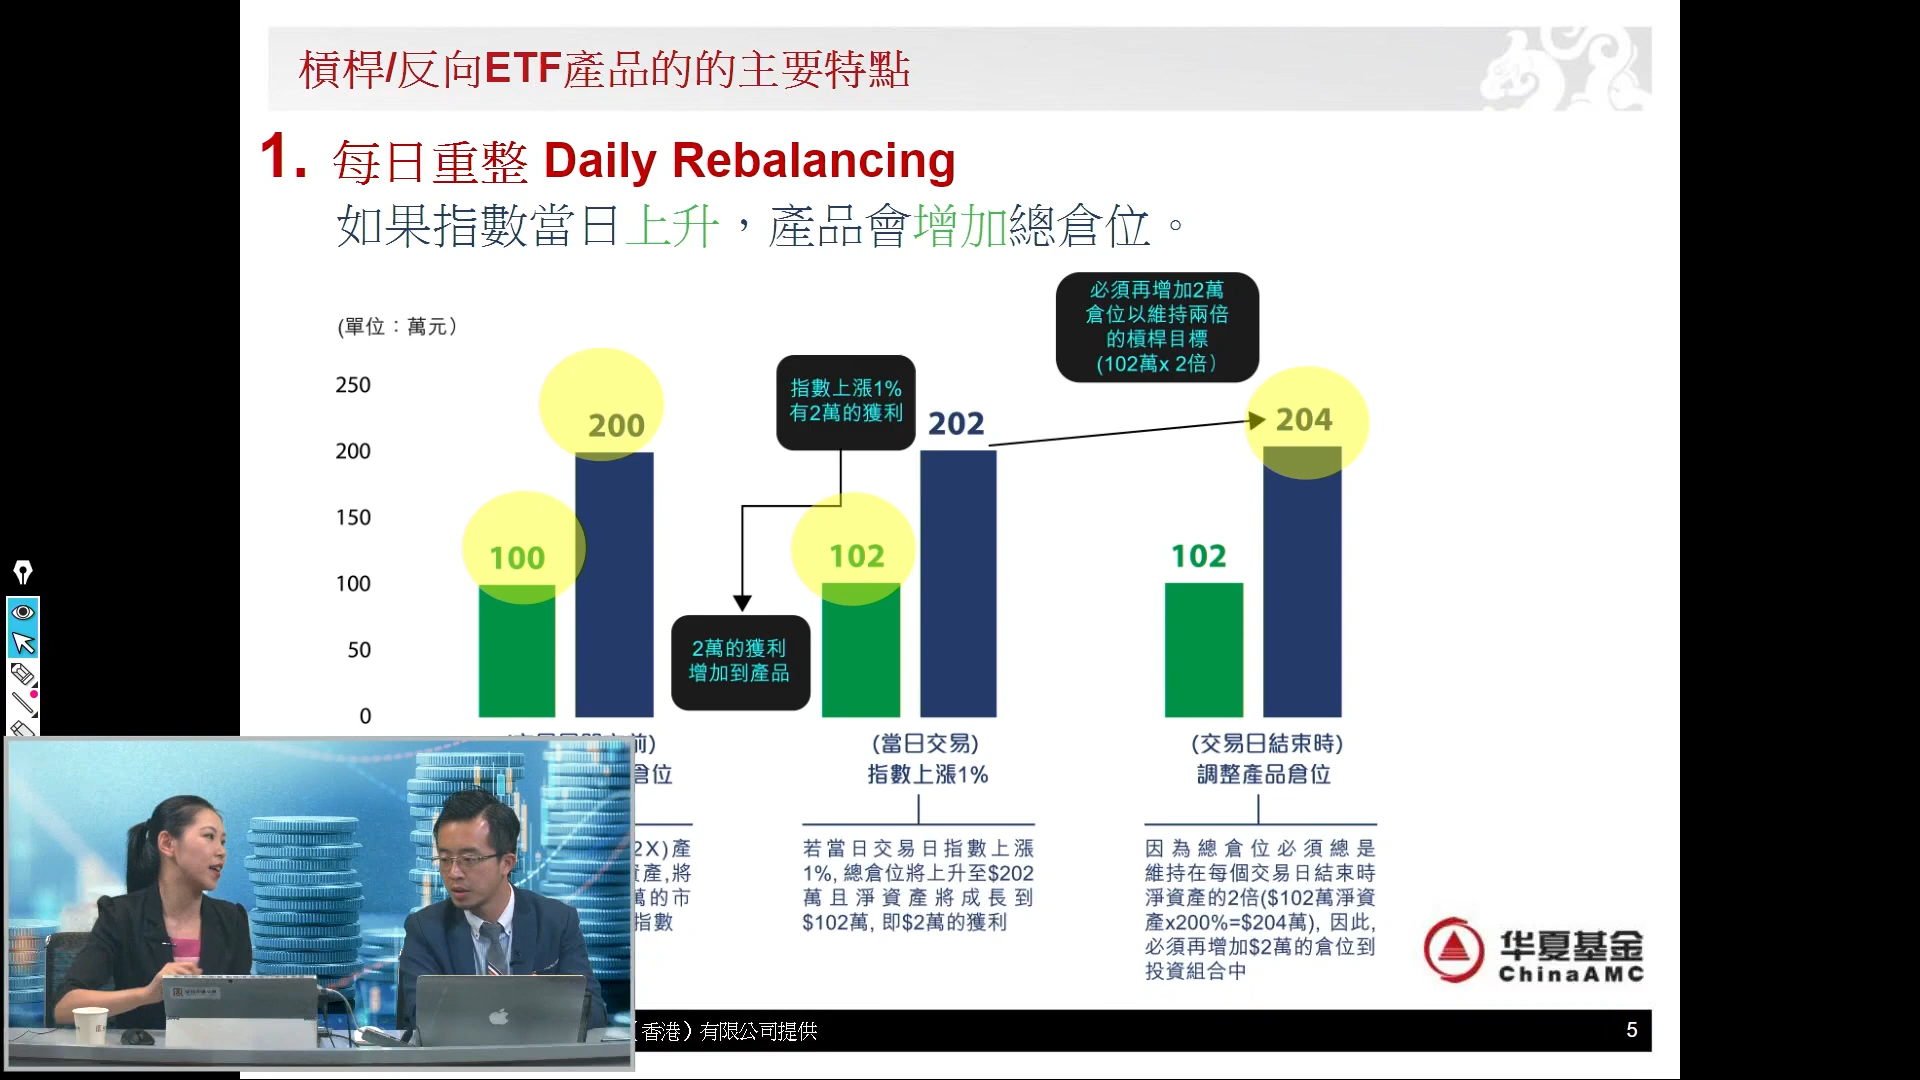 槓桿/反向ETF產品的的主要特點
1. 每日重整 Daily Rebalancing
如果指數當日上升，產品會增加總倉位。
(單位：萬元)
250
200
150
100
50
0
100
200
指數上漲1%
有2萬的獲利
2萬的獲利
增加到產品
102
202
必須再增加2萬
倉位以維持兩倍
的槓桿目標
(102萬x 2倍)
102
204
前)
倉位
2X)產
產,將
萬的市
指數
(當日交易)
指數上漲1%
若當日交易日指數上漲
1%, 總倉位將上升至$202
萬且淨資產將成長到
$102萬, 即$2萬的獲利
(交易日結束時)
調整產品倉位
因為總倉位必須總是
維持在每個交易日結束時
淨資產的2倍($102萬淨資
產x200%=$204萬), 因此,
必須再增加$2萬的倉位到
投資組合中
华夏基金
ChinaAMC
（香港）有限公司提供
5